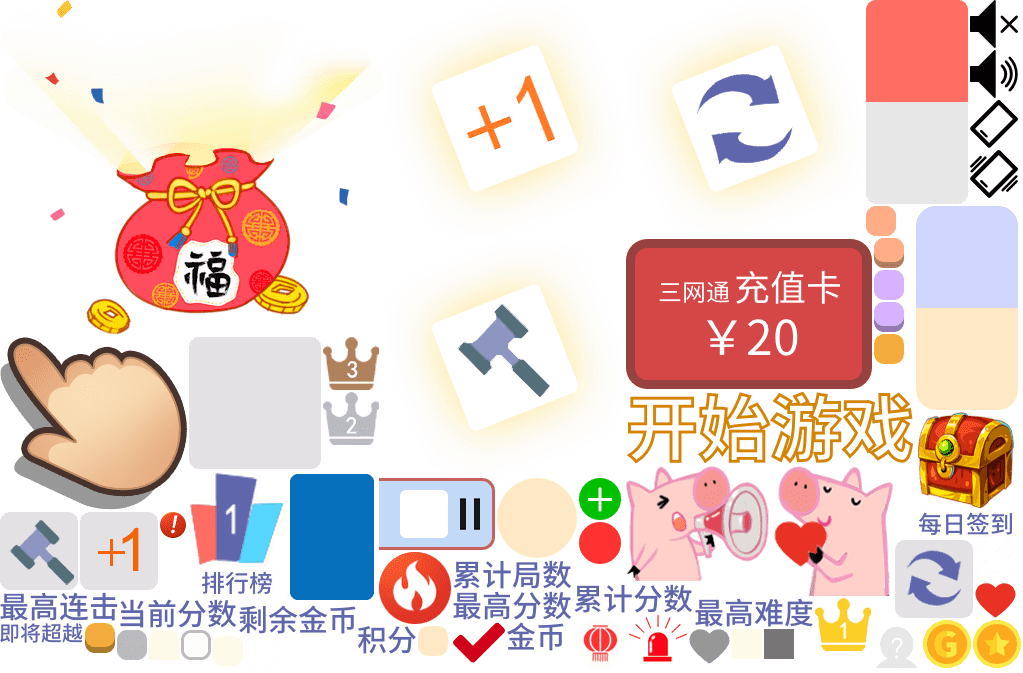 +1
福
三网通 充值卡
￥20
3
2
开始游戏
1
每日签到
+1
!
排行榜
累计局数
最高连击
当前分数
剩余金币
最高分数
累计分数
最高难度
即将超越
积分
金币
1
?
G